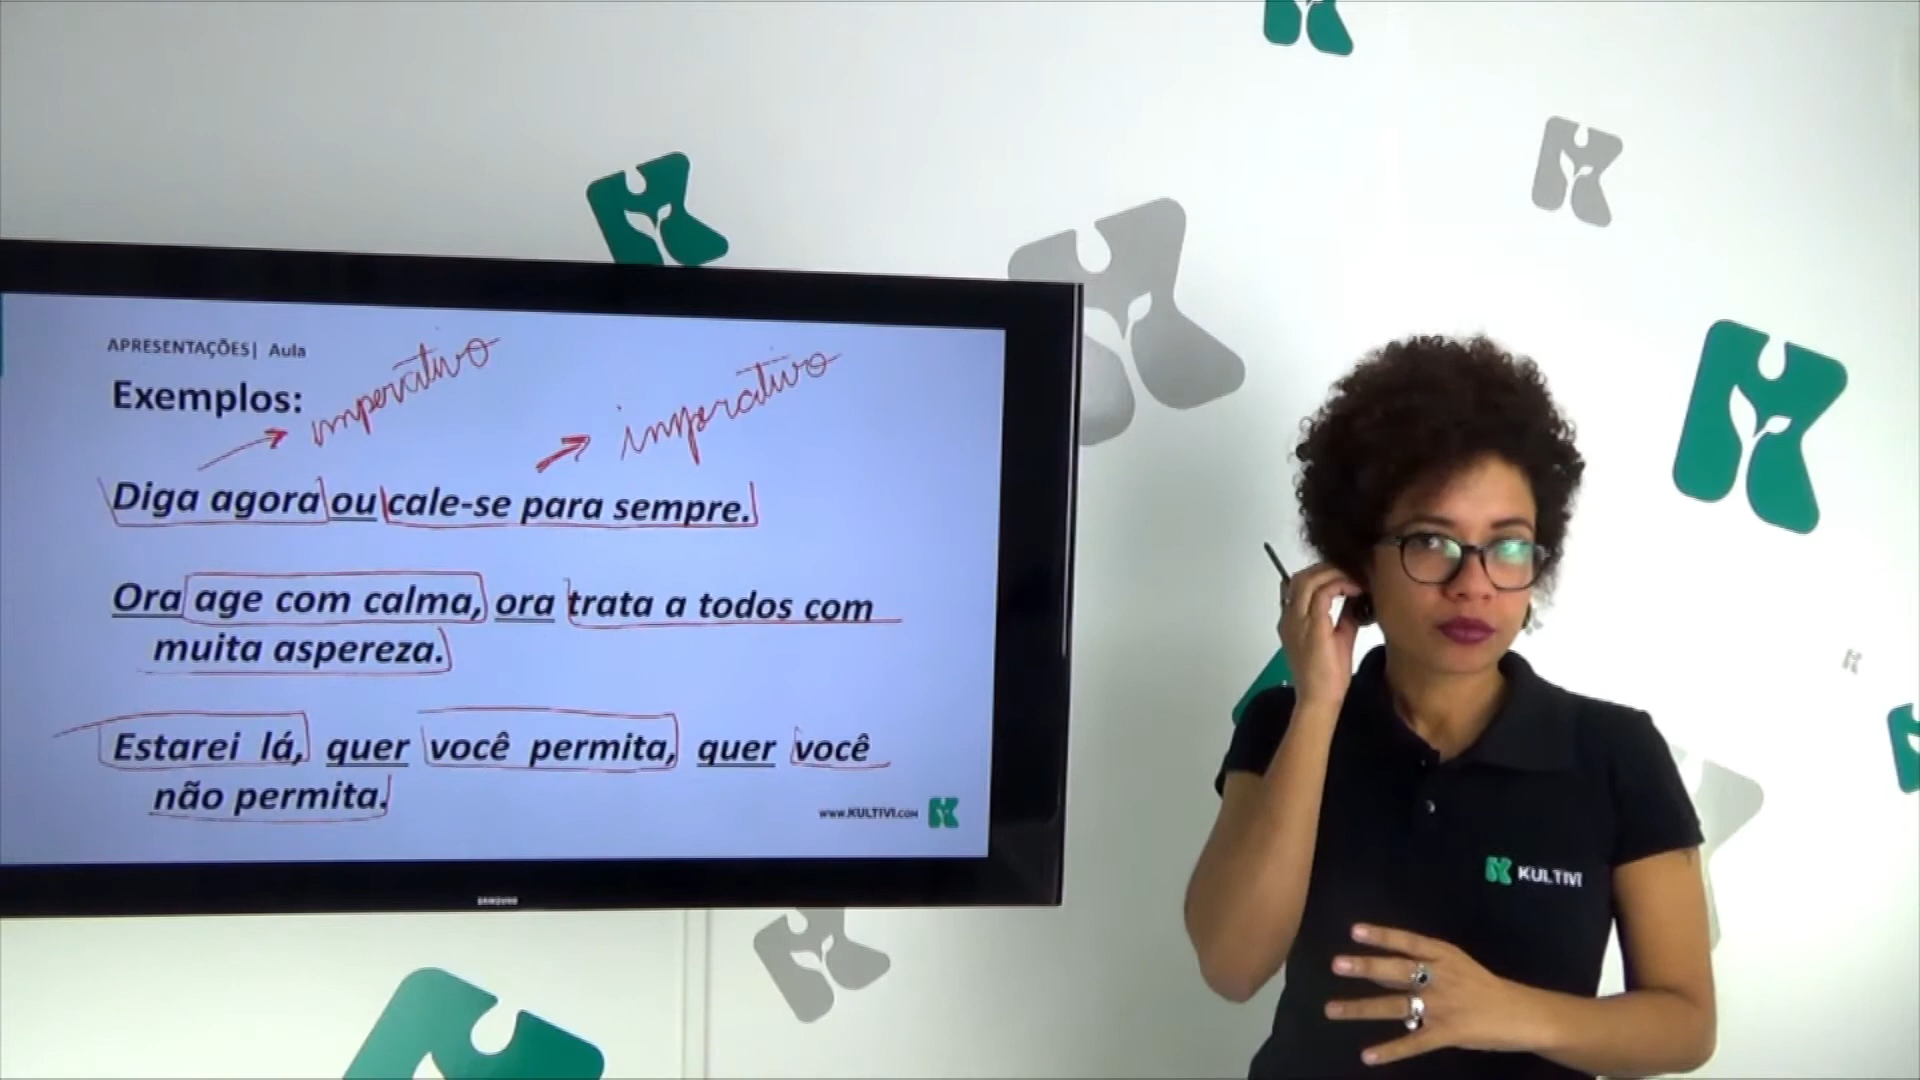 APRESENTAÇÕES| Aula
Exemplos:
imperativo
imperativo
Diga agora ou cale-se para sempre.
Ora age com calma, ora trata a todos com
muita aspereza.
Estarei lá, quer você permita, quer você
não permita.
www.KULTIVI.COM
SAMSUNG
KULTIVI